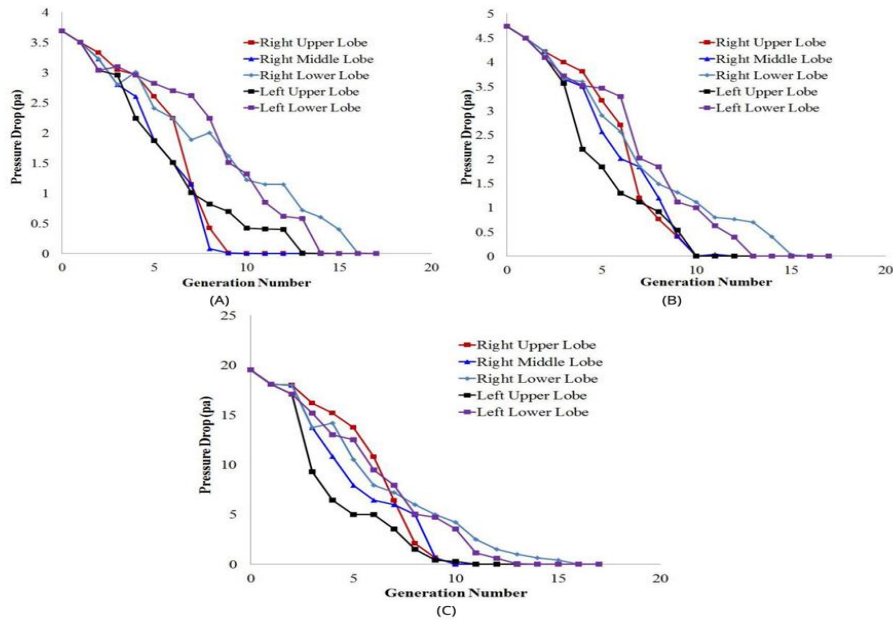 4
3.5
3
2.5
2
1.5
1
0.5
0
Pressure Drop (pa)
0 5 10 15 20
Generation Number
(A)
Right Upper Lobe
Right Middle Lobe
Right Lower Lobe
Left Upper Lobe
Left Lower Lobe
5
4.5
4
3.5
3
2.5
2
1.5
1
0.5
0
Pressure Drop (pa)
0 5 10 15 20
Generation Number
(B)
Right Upper Lobe
Right Middle Lobe
Right Lower Lobe
Left Upper Lobe
Left Lower Lobe
25
20
15
10
5
0
Pressure Drop (pa)
0 5 10 15 20
Generation Number
(C)
Right Upper Lobe
Right Middle Lobe
Right Lower Lobe
Left Upper Lobe
Left Lower Lobe